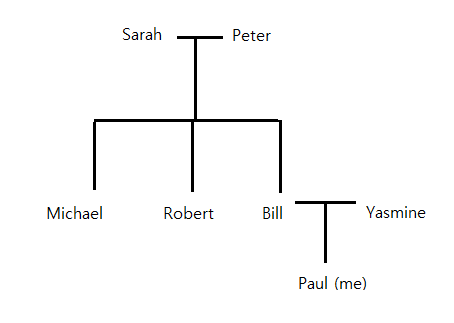 Sarah Peter
Michael Robert Bill Yasmine
Paul (me)